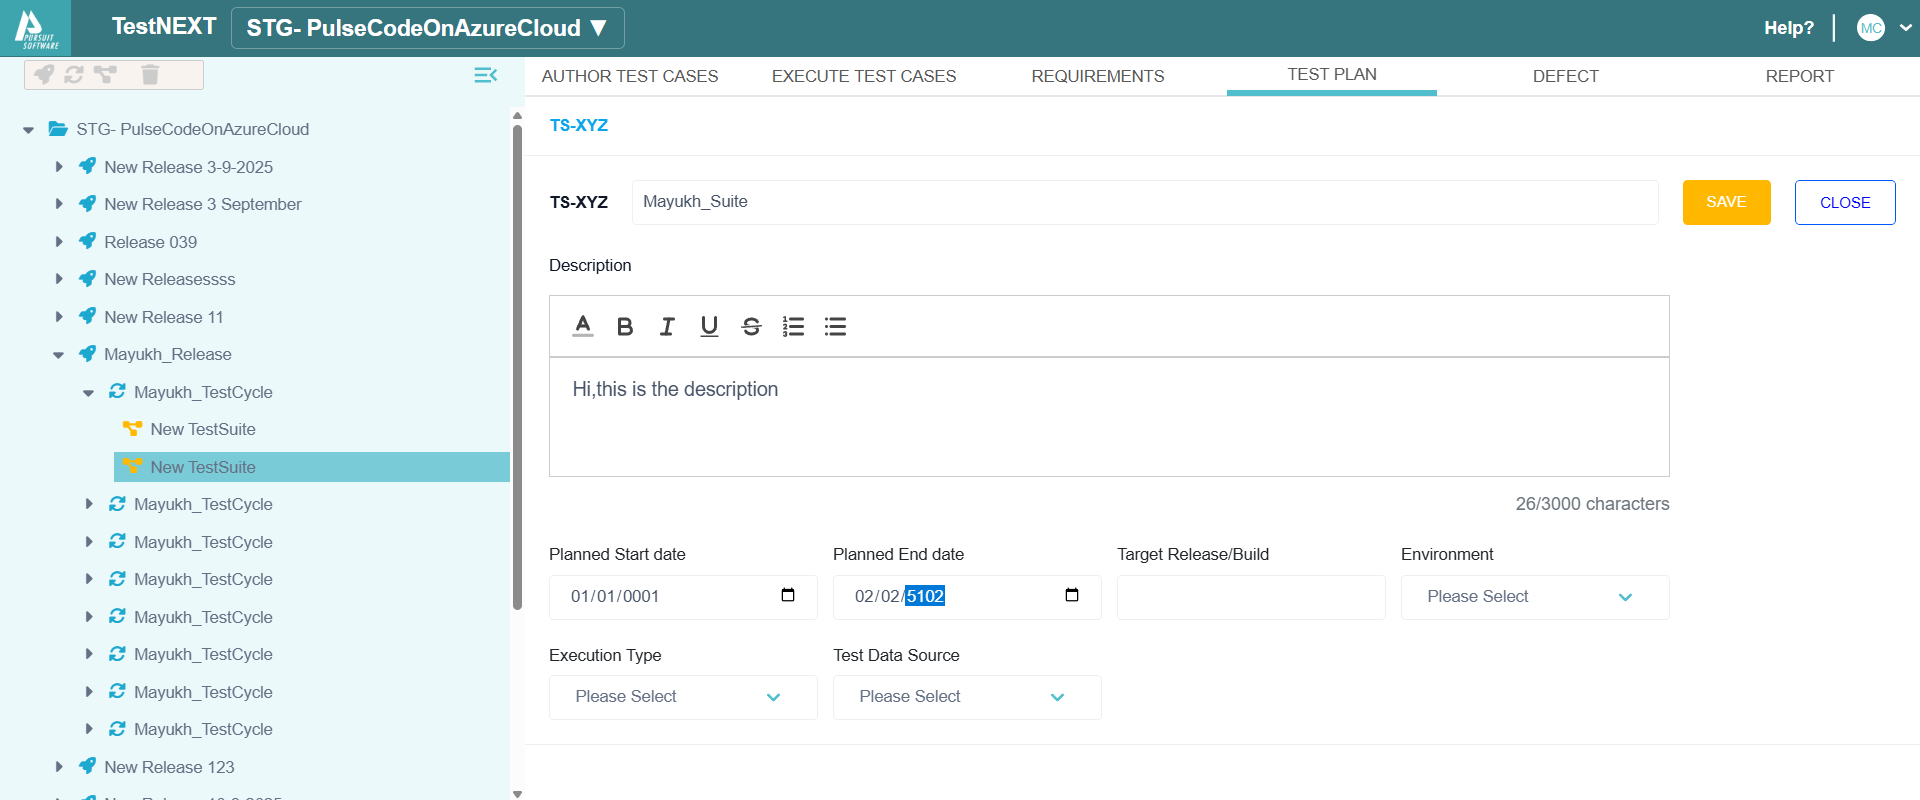 PURSUIT
SOFTWARE
TestNEXT
STG- PulseCodeOnAzureCloud ▼
Help?
MC
AUTHOR TEST CASES
EXECUTE TEST CASES
REQUIREMENTS
TEST PLAN
DEFECT
REPORT
STG- PulseCodeOnAzureCloud
New Release 3-9-2025
New Release 3 September
Release 039
New Releasessss
New Release 11
Mayukh_Release
Mayukh_TestCycle
New TestSuite
New TestSuite
Mayukh_TestCycle
Mayukh_TestCycle
Mayukh_TestCycle
Mayukh_TestCycle
Mayukh_TestCycle
Mayukh_TestCycle
Mayukh_TestCycle
New Release 123
TS-XYZ
TS-XYZ
Mayukh_Suite
SAVE
CLOSE
Description
Hi,this is the description
26/3000 characters
Planned Start date
Planned End date
Target Release/Build
Environment
01/01/0001
02/02/5102
Please Select
Execution Type
Test Data Source
Please Select
Please Select